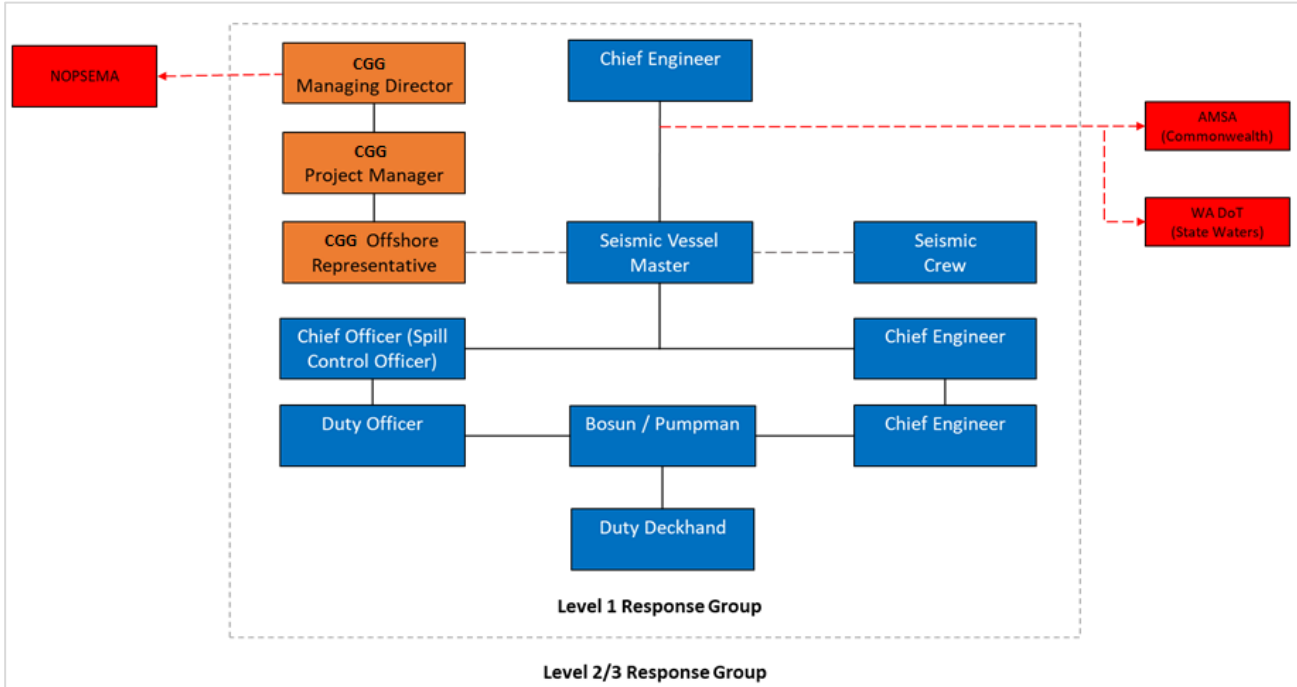 NOPSEMA
CGG
Managing Director
Chief Engineer
AMSA
(Commonwealth)
CGG
Project Manager
WA DoT
(State Waters)
CGG Offshore
Representative
Seismic Vessel
Master
Seismic
Crew
Chief Officer (Spill
Control Officer)
Chief Engineer
Duty Officer
Bosun / Pumpman
Chief Engineer
Duty Deckhand
Level 1 Response Group
Level 2/3 Response Group